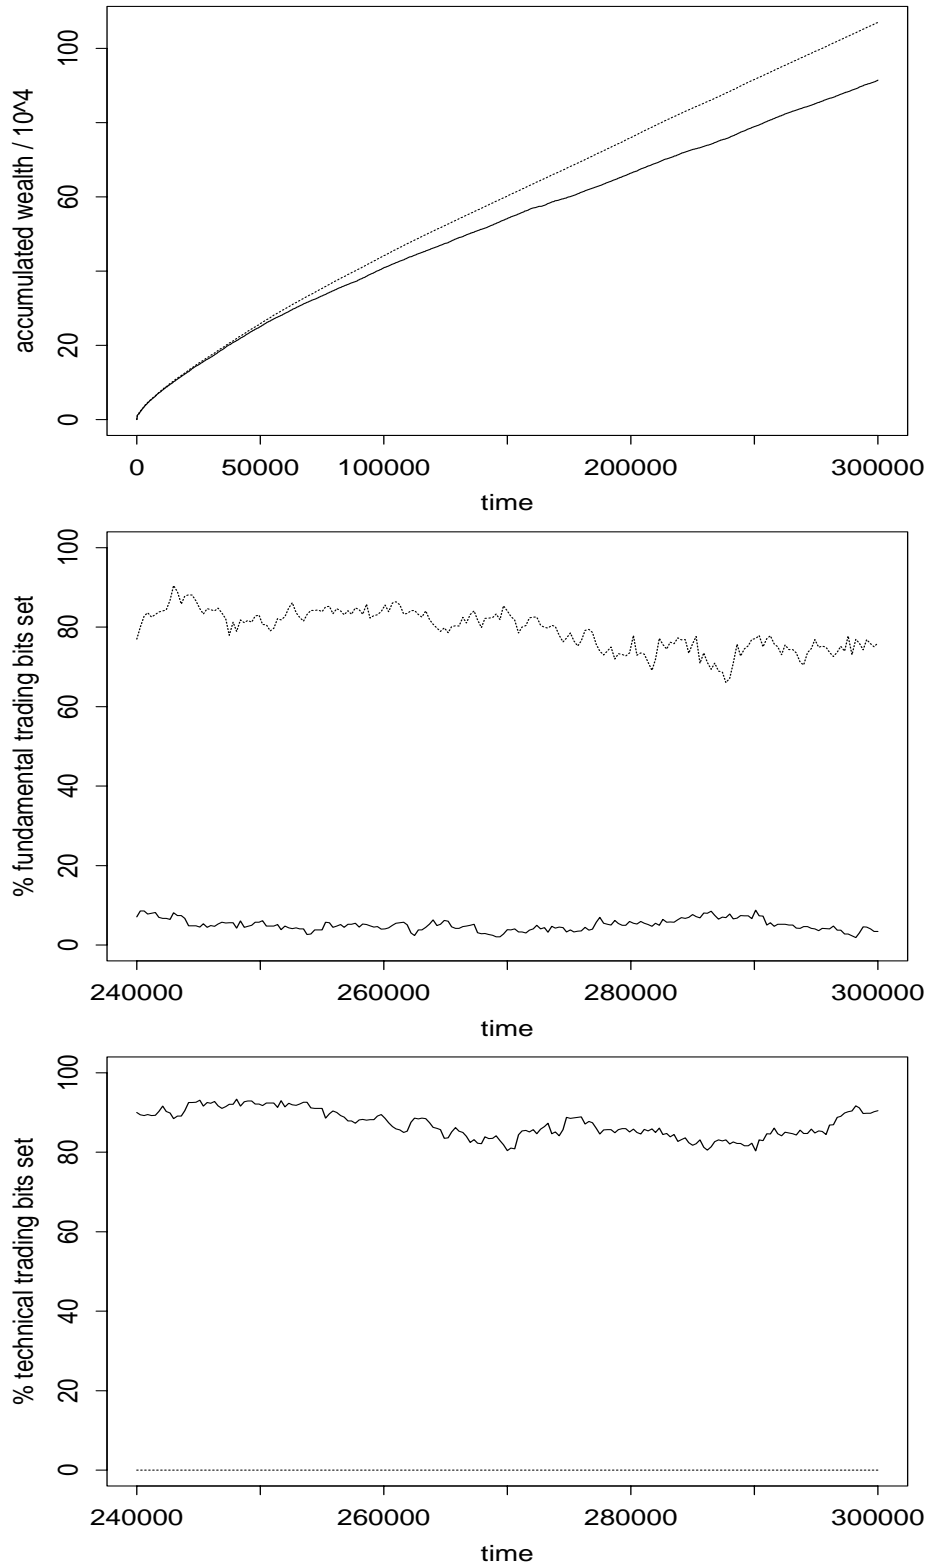 accumulated wealth / 10^4
100
60
20
0
0 50000 100000 200000 300000
time
% fundamental trading bits set
100
80
60
40
20
0
240000 260000 280000 300000
time
% technical trading bits set
100
80
60
40
20
0
240000 260000 280000 300000
time